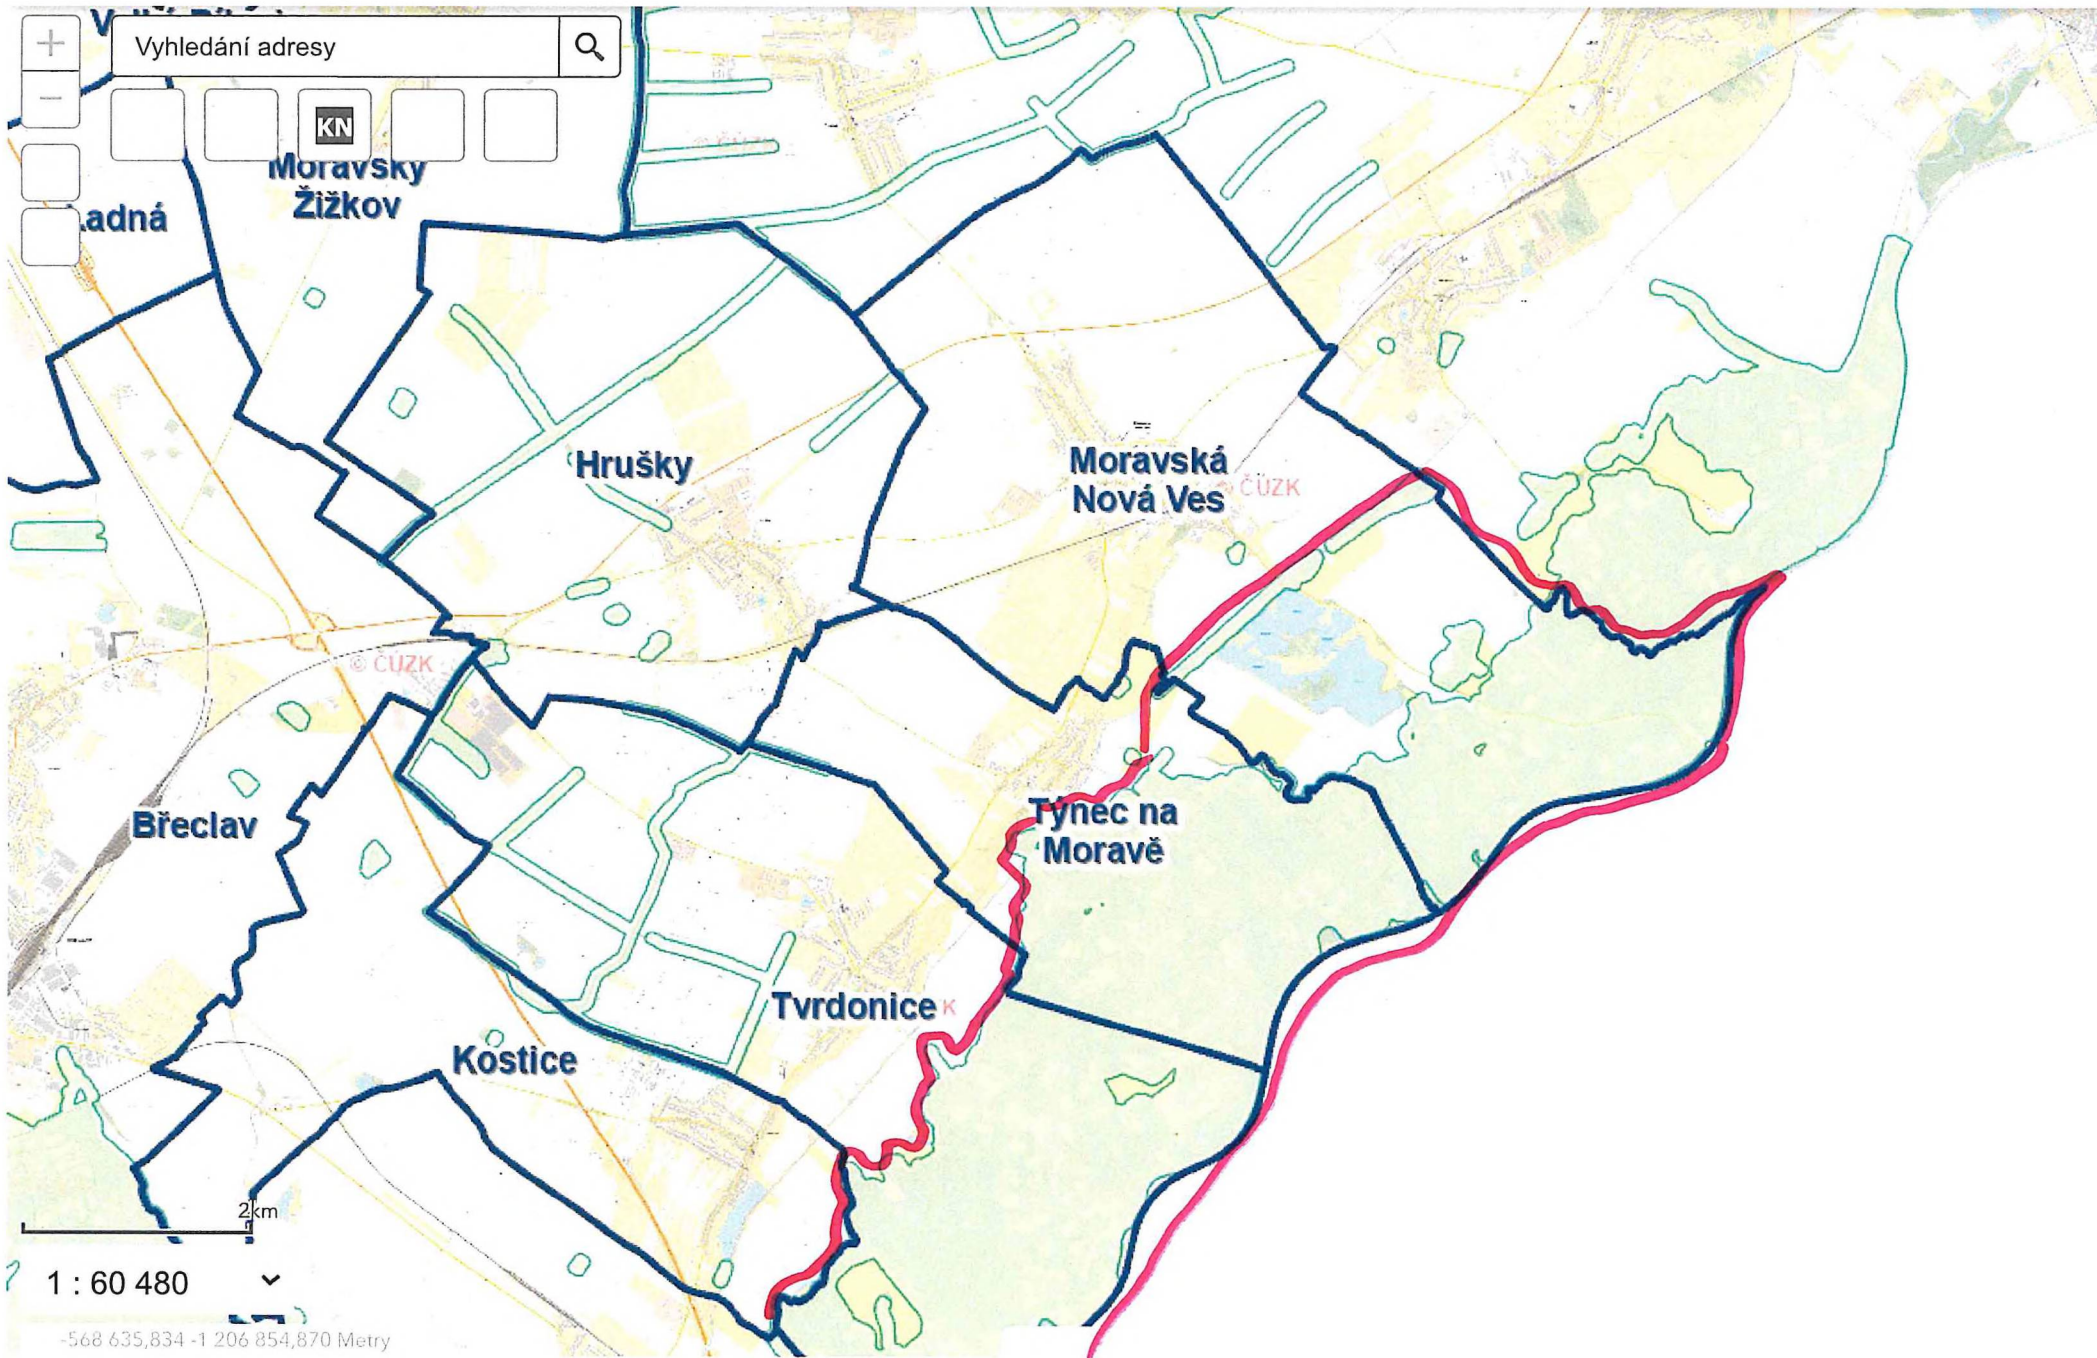 Vyhledání adresy
KN
Moravský
Žižkov
Ladná
Hrušky
Moravská
Nová Ves
ČÚZK
© ČÚZK
Břeclav
Týnec na
Moravě
Tvrdonice
K
Kostice
2km
1 : 60 480
-568 635,834 -1 206 854,870 Metry